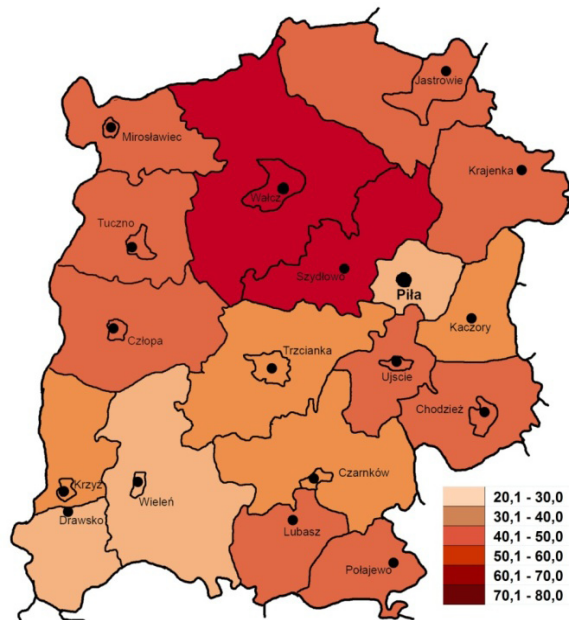 Jastrowie
Mirosławiec
Krajenka
Wałcz
Tuczno
Szydłowo
Piła
Człopa
Kaczory
Trzcianka
Ujscie
Chodzież
Krzyż
Wieleń
Czarnków
Drawsko
Lubasz
Połajewo
20,1 - 30,0
30,1 - 40,0
40,1 - 50,0
50,1 - 60,0
60,1 - 70,0
70,1 - 80,0